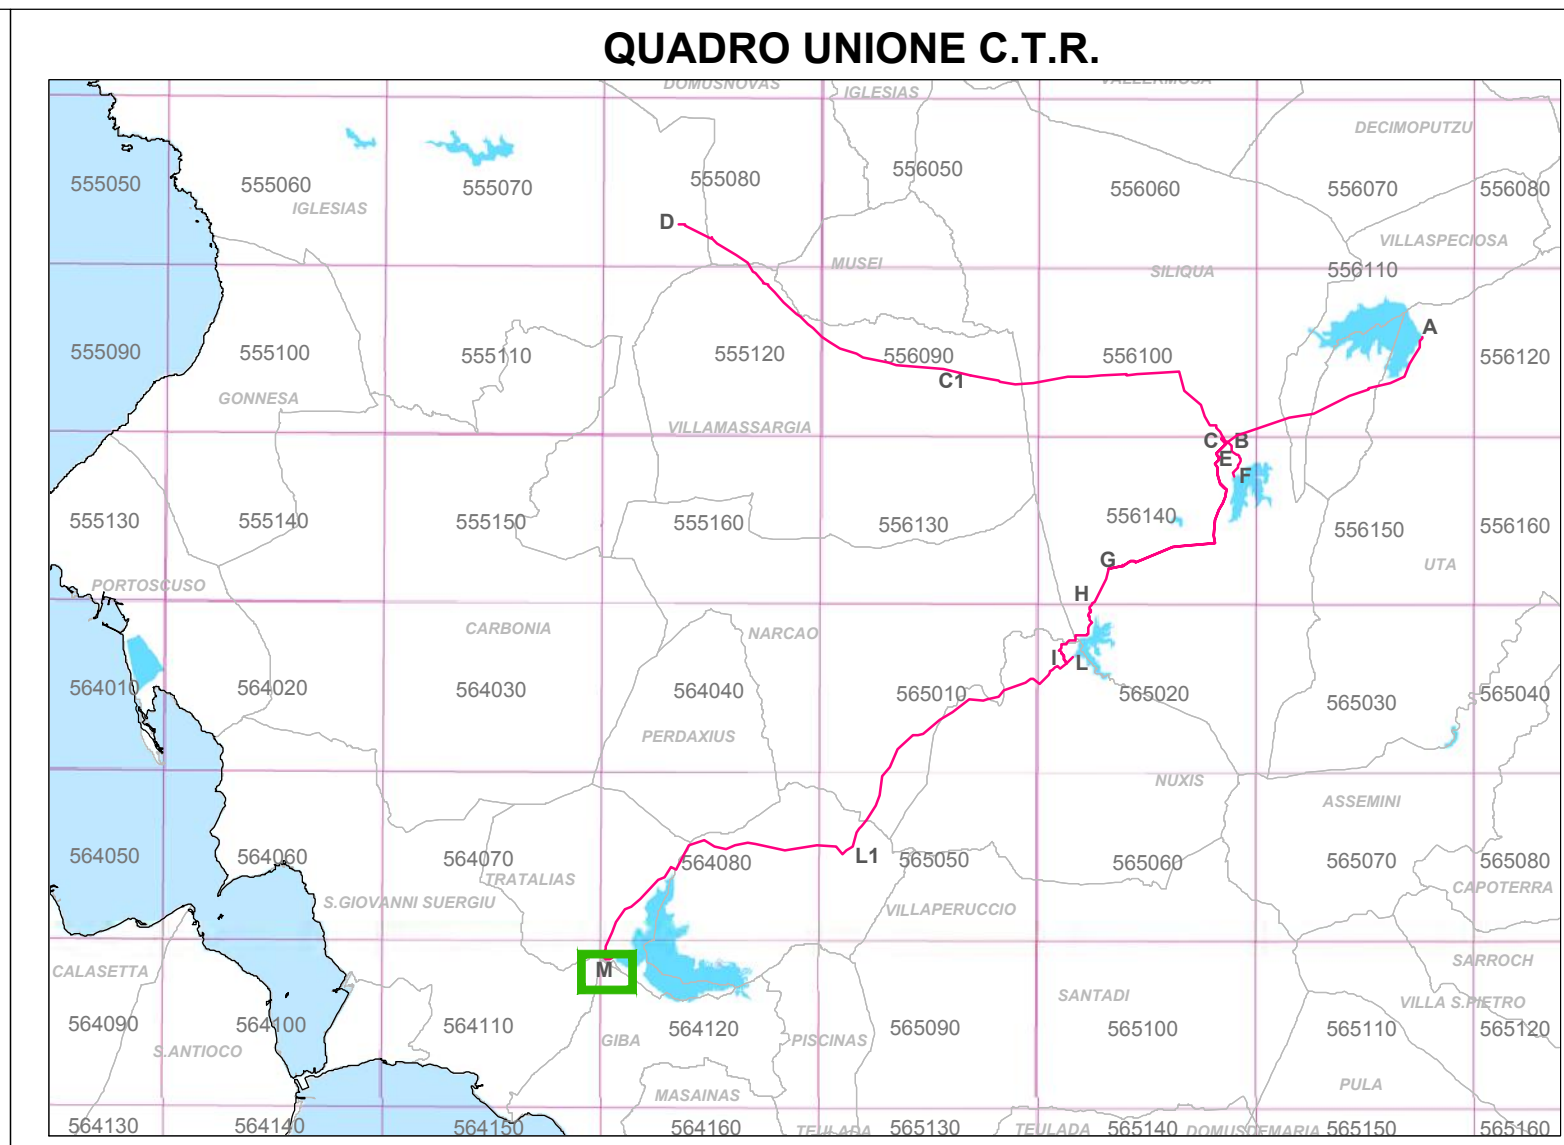 QUADRO UNIONE C.T.R.
DOMUSNOVAS
IGLESIAS
VALLERMOSA
DECIMOPUTZU
555050
555060
555070
555080
556050
556060
556070
556080
IGLESIAS
D
VILLASPECIOSA
MUSEI
SILIQUA
556110
A
555090
555100
555110
555120
556090
556100
556120
C1
GONNESA
VILLAMASSARGIA
C
B
E
F
555130
555140
555150
555160
556130
556140
556150
556160
G
UTA
PORTOSCUSO
H
CARBONIA
NARCAO
I
L
564010
564020
564030
564040
565010
565020
565030
565040
PERDAXIUS
NUXIS
ASSEMINI
564050
564060
564070
564080
L1
565050
565060
565070
565080
TRATALIAS
CAPOTERRA
S.GIOVANNI SUERGIU
VILLAPERUCCIO
CALASETTA
M
SARROCH
SANTADI
VILLA S.PIETRO
564090
564100
564110
564120
565090
565100
565110
565120
S.ANTIOCO
GIBA
PISCINAS
PULA
MASAINAS
564130
564140
564150
564160
TEULADA
565130
TEULADA
565140
DOMUSDEMARIA
565150
565160